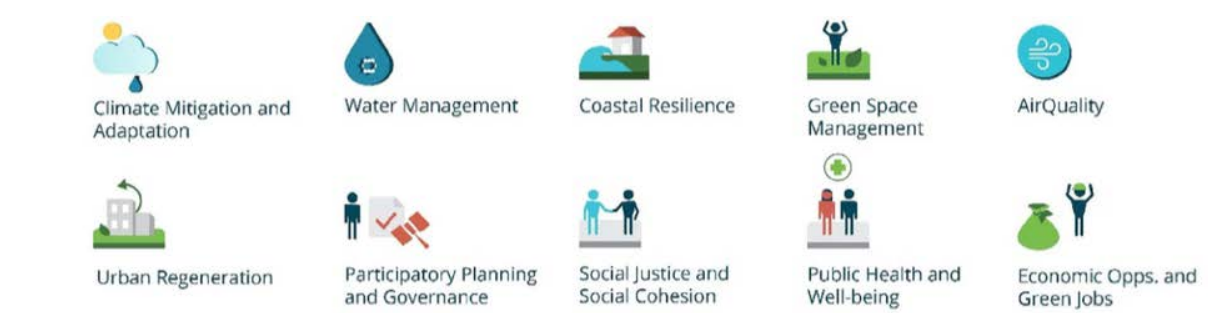 Climate Mitigation and
Adaptation
Water Management
Coastal Resilience
Green Space
Management
AirQuality
Urban Regeneration
Participatory Planning
and Governance
Social Justice and
Social Cohesion
Public Health and
Well-being
Economic Opps. and
Green Jobs